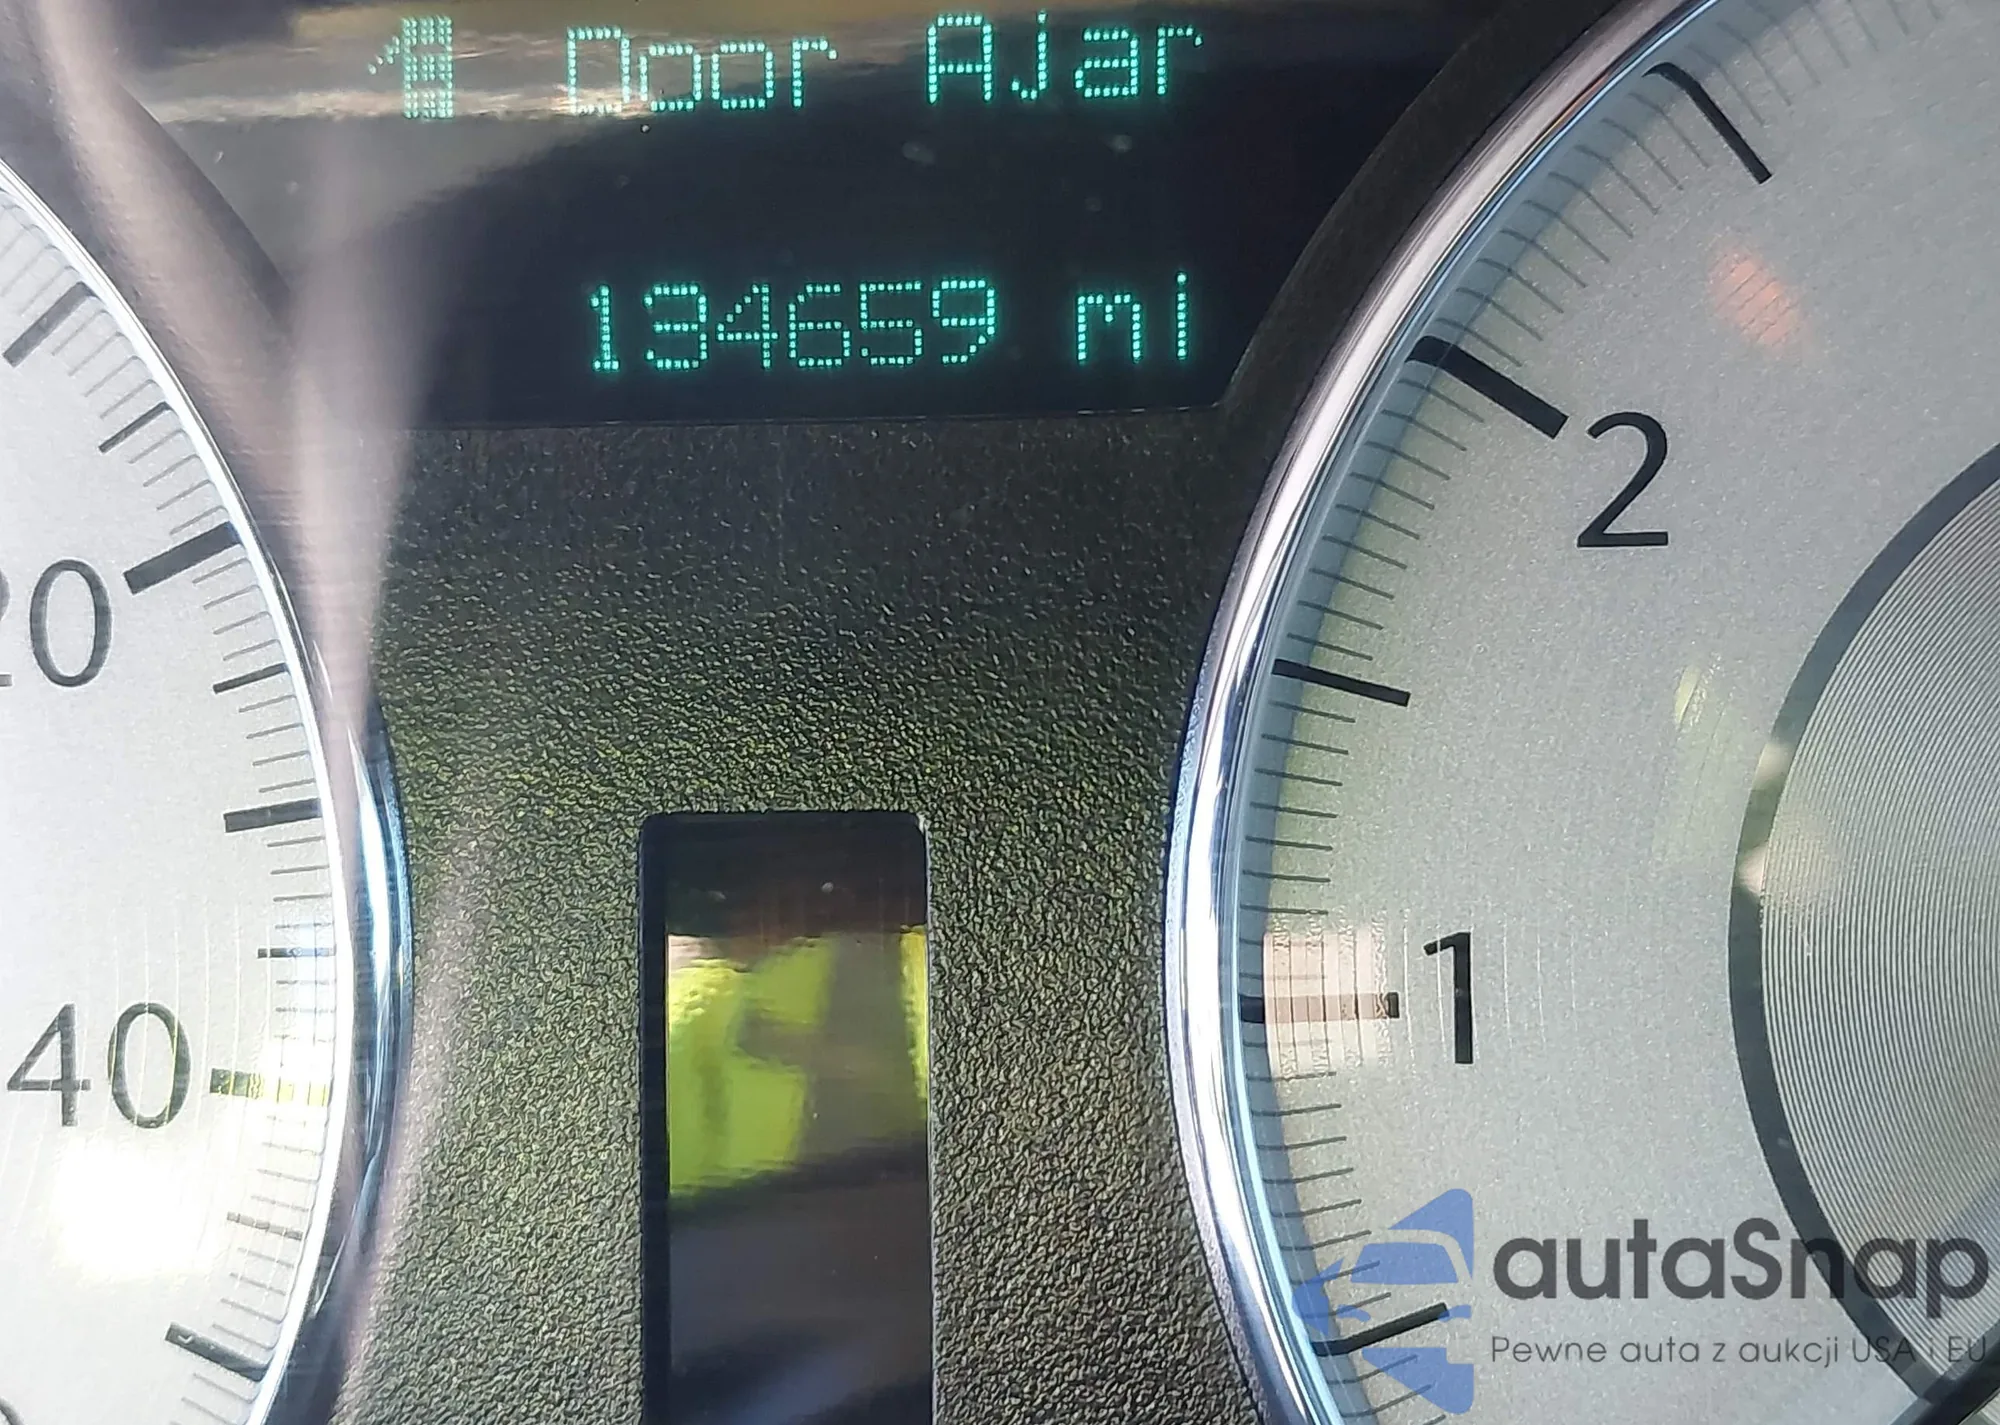 Door Ajar
134659 mi
2
20
1
40
autaSnap
Pewne auta z aukcji USA i EU